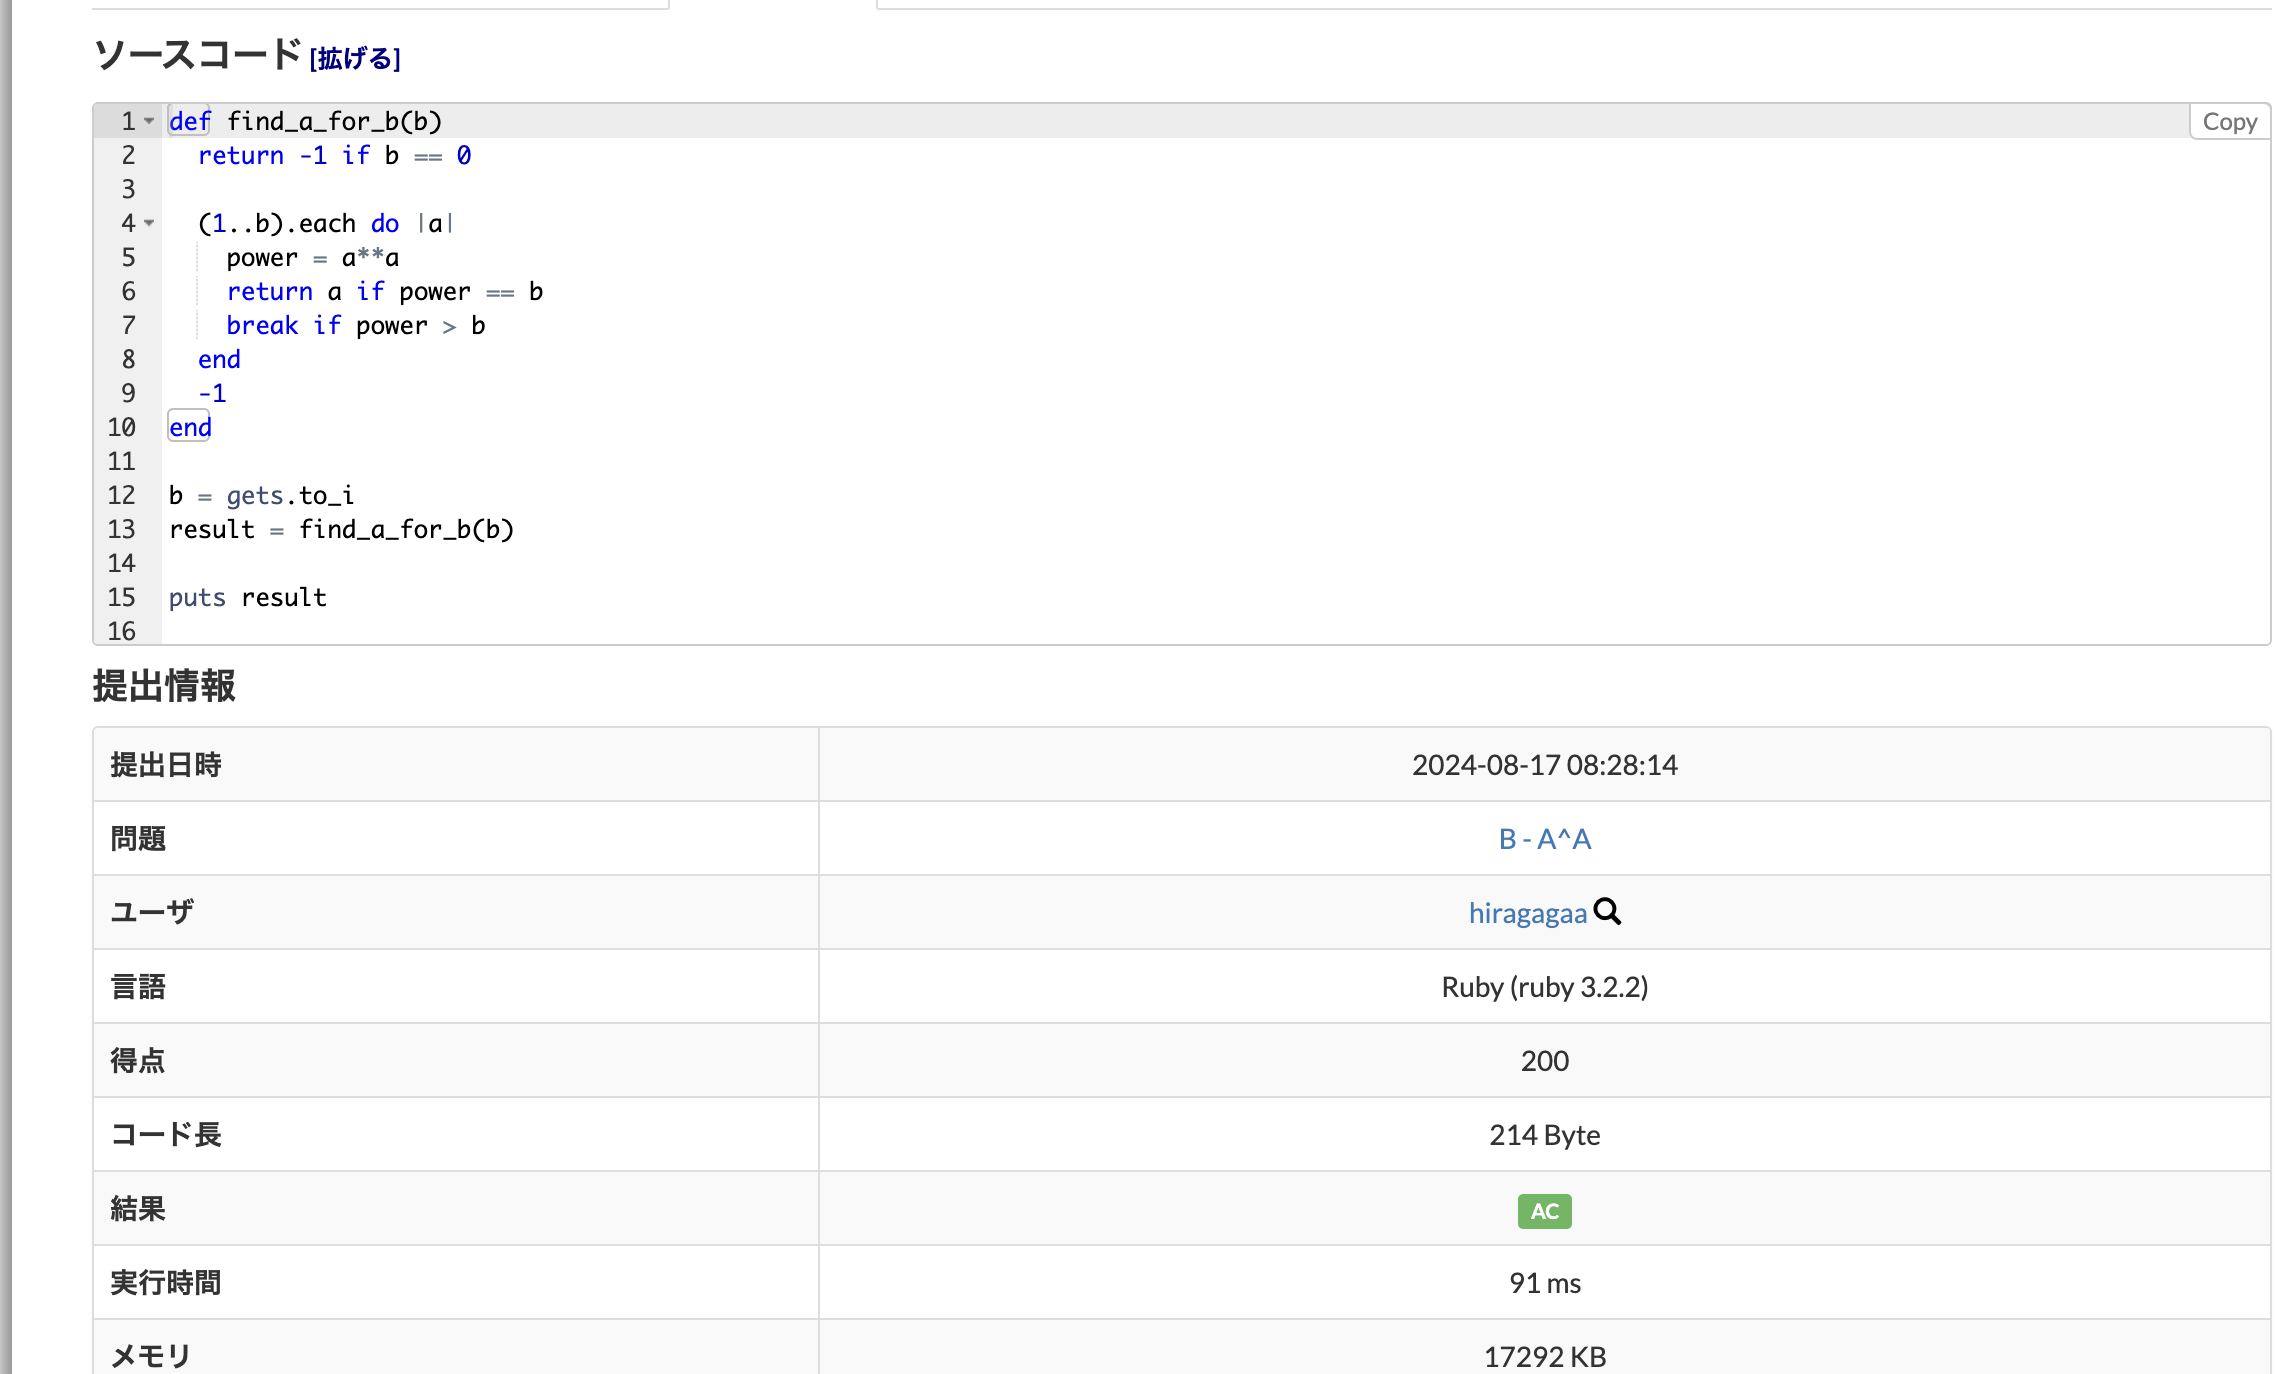 ソースコード [拡げる]
Copy
1 def find_a_for_b(b)
2   return -1 if b == 0
3
4   (1..b).each do |a|
5     power = a**a
6     return a if power == b
7     break if power > b
8   end
9   -1
10 end
11
12 b = gets.to_i
13 result = find_a_for_b(b)
14
15 puts result
16
提出情報
提出日時 2024-08-17 08:28:14
問題 B - A^A
ユーザ hiragagaa
言語 Ruby (ruby 3.2.2)
得点 200
コード長 214 Byte
結果 AC
実行時間 91 ms
メモリ 17292 KB